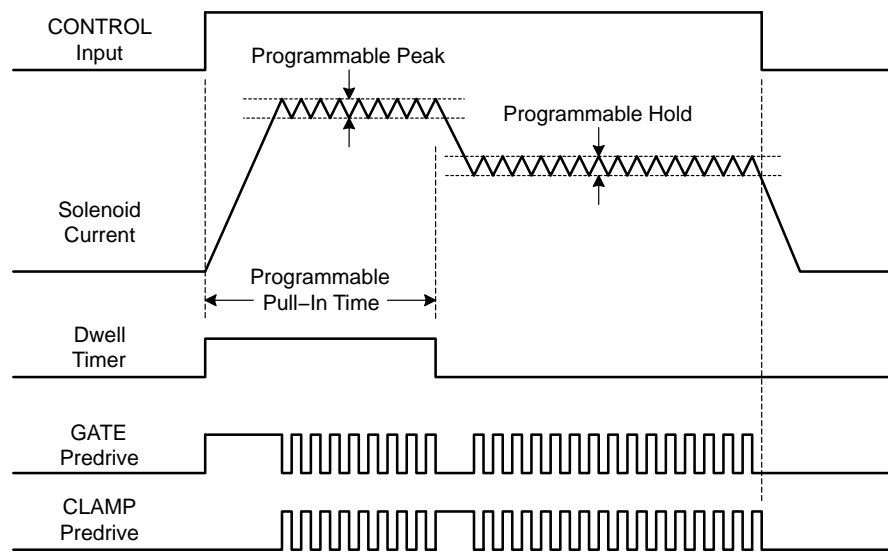 CONTROL
Input
Programmable Peak
Programmable Hold
Solenoid
Current
Programmable
Pull−In Time
Dwell
Timer
GATE
Predrive
CLAMP
Predrive